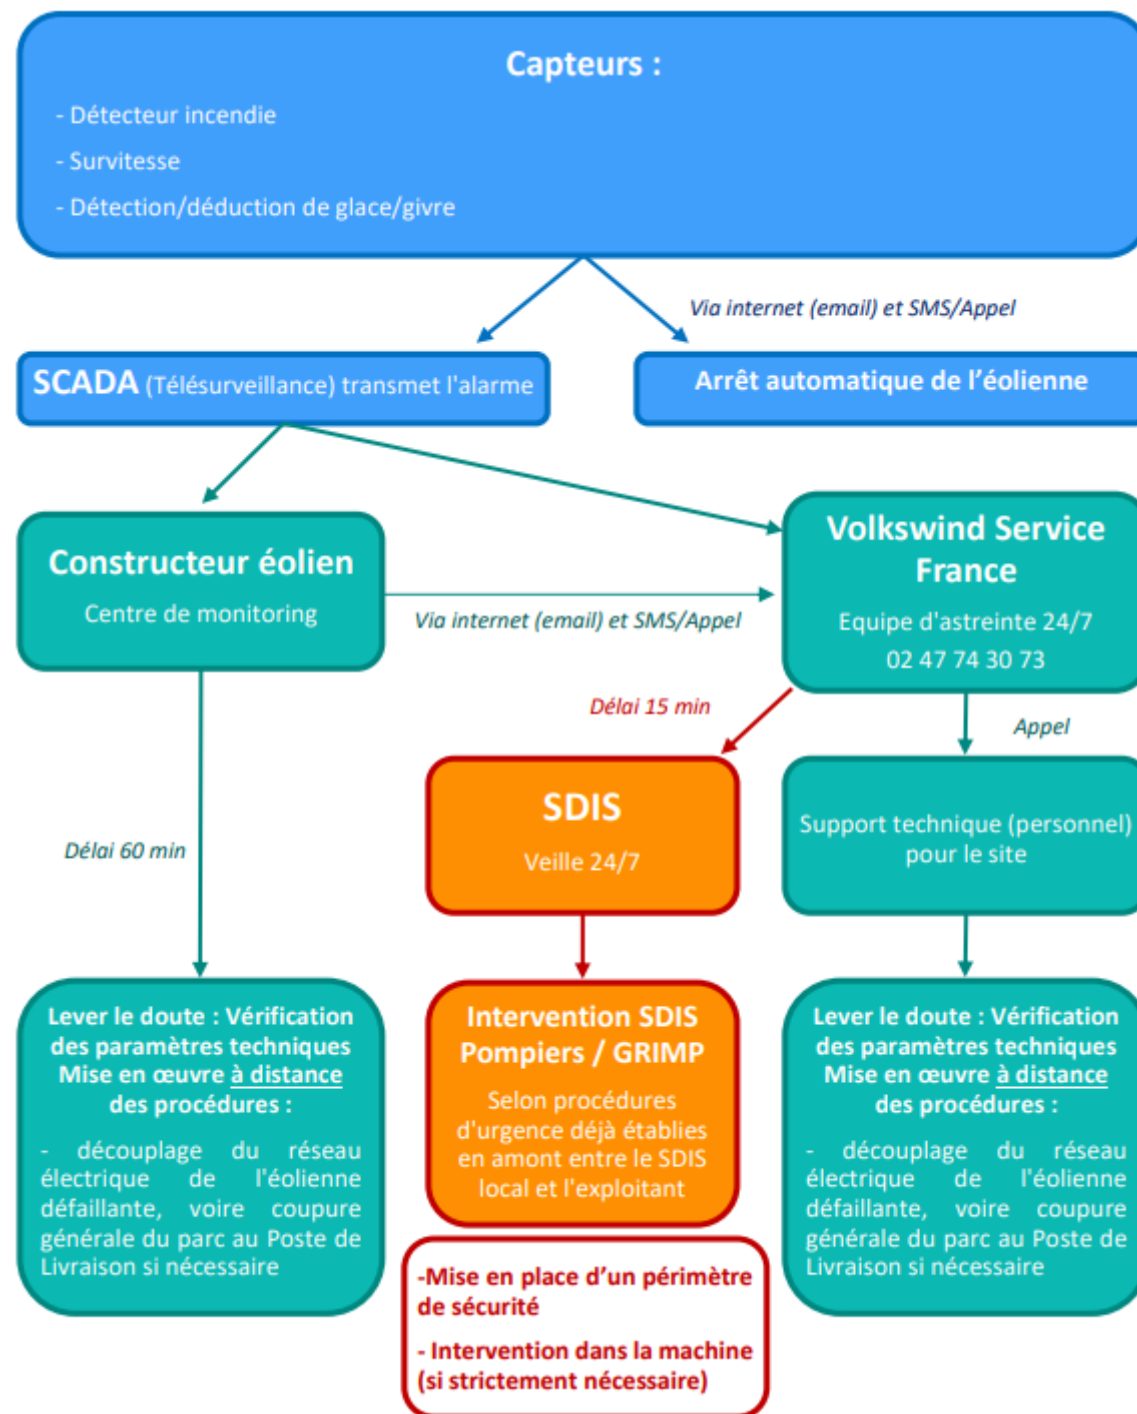 Capteurs :
- Détecteur incendie
- Survitesse
- Détection/déduction de glace/givre
Via internet (email) et SMS/Appel
SCADA (Télésurveillance) transmet l'alarme
Arrêt automatique de l’éolienne
Constructeur éolien
Centre de monitoring
Via internet (email) et SMS/Appel
Volkswind Service
France
Equipe d'astreinte 24/7
02 47 74 30 73
Délai 15 min
Appel
SDIS
Veille 24/7
Support technique (personnel)
pour le site
Délai 60 min
Lever le doute : Vérification
des paramètres techniques
Mise en œuvre à distance
des procédures :
- découplage du réseau
électrique de l'éolienne
défaillante, voire coupure
générale du parc au Poste de
Livraison si nécessaire
Intervention SDIS
Pompiers / GRIMP
Selon procédures
d'urgence déjà établies
en amont entre le SDIS
local et l'exploitant
-Mise en place d’un périmètre
de sécurité
- Intervention dans la machine
(si strictement nécessaire)
Lever le doute : Vérification
des paramètres techniques
Mise en œuvre à distance
des procédures :
- découplage du réseau
électrique de l'éolienne
défaillante, voire coupure
générale du parc au Poste de
Livraison si nécessaire